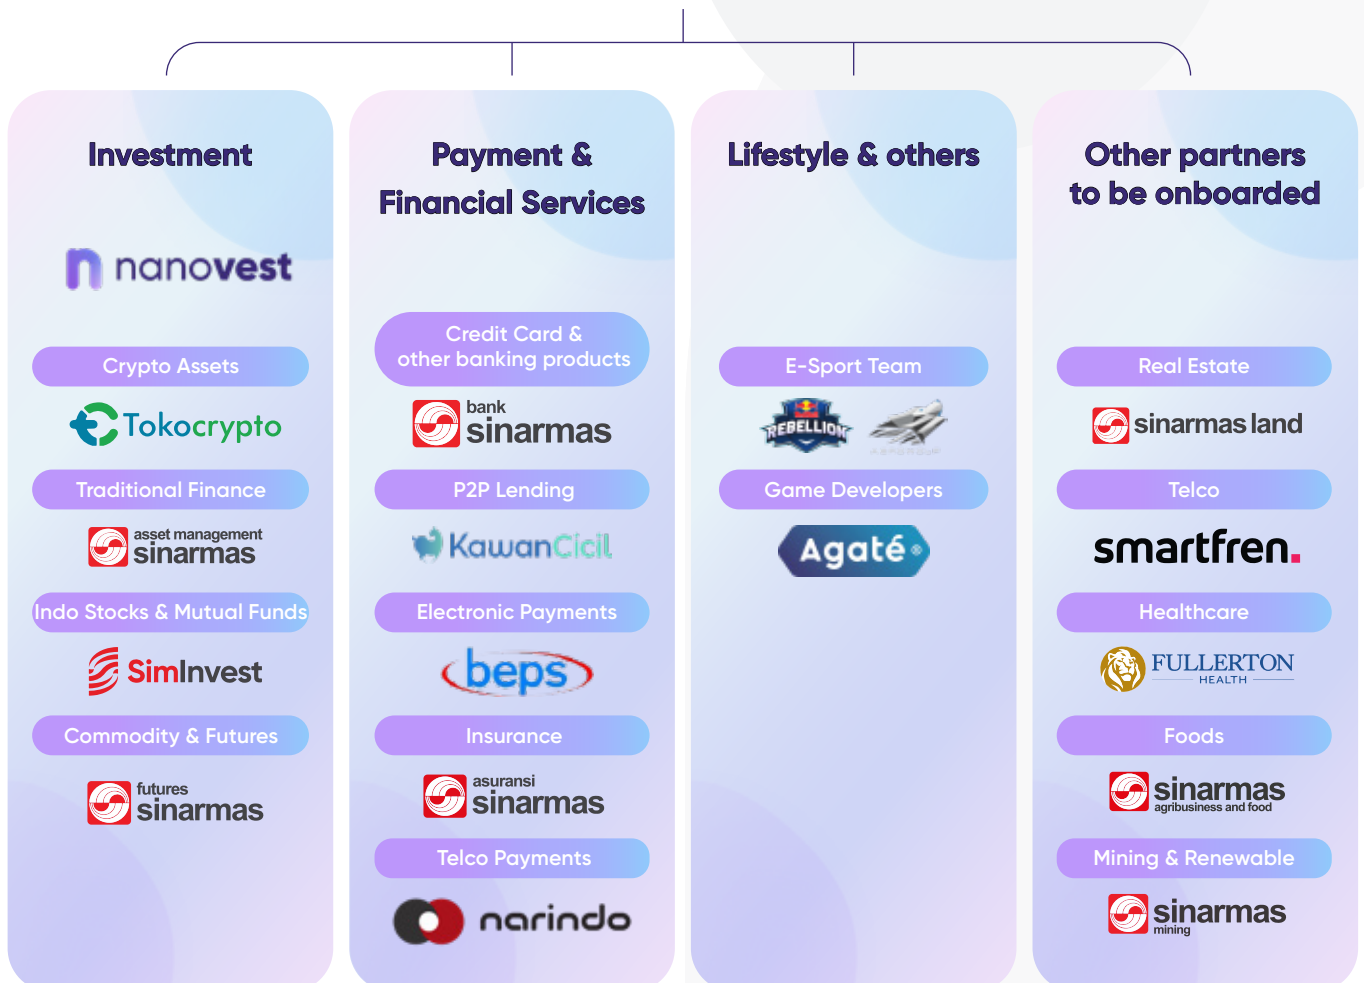 Investment
nanovest
Crypto Assets
Tokocrypto
Traditional Finance
asset management
sinarmas
Indo Stocks & Mutual Funds
SimInvest
Commodity & Futures
futures
sinarmas
Payment &
Financial Services
Credit Card &
other banking products
bank
sinarmas
P2P Lending
KawanCicil
Electronic Payments
beps
Insurance
asuransi
sinarmas
Telco Payments
narindo
Lifestyle & others
E-Sport Team
REBELLION
Game Developers
Agaté®
Other partners
to be onboarded
Real Estate
sinarmas land
Telco
smartfren.
Healthcare
FULLERTON
HEALTH
Foods
sinarmas
agribusiness and food
Mining & Renewable
sinarmas
mining